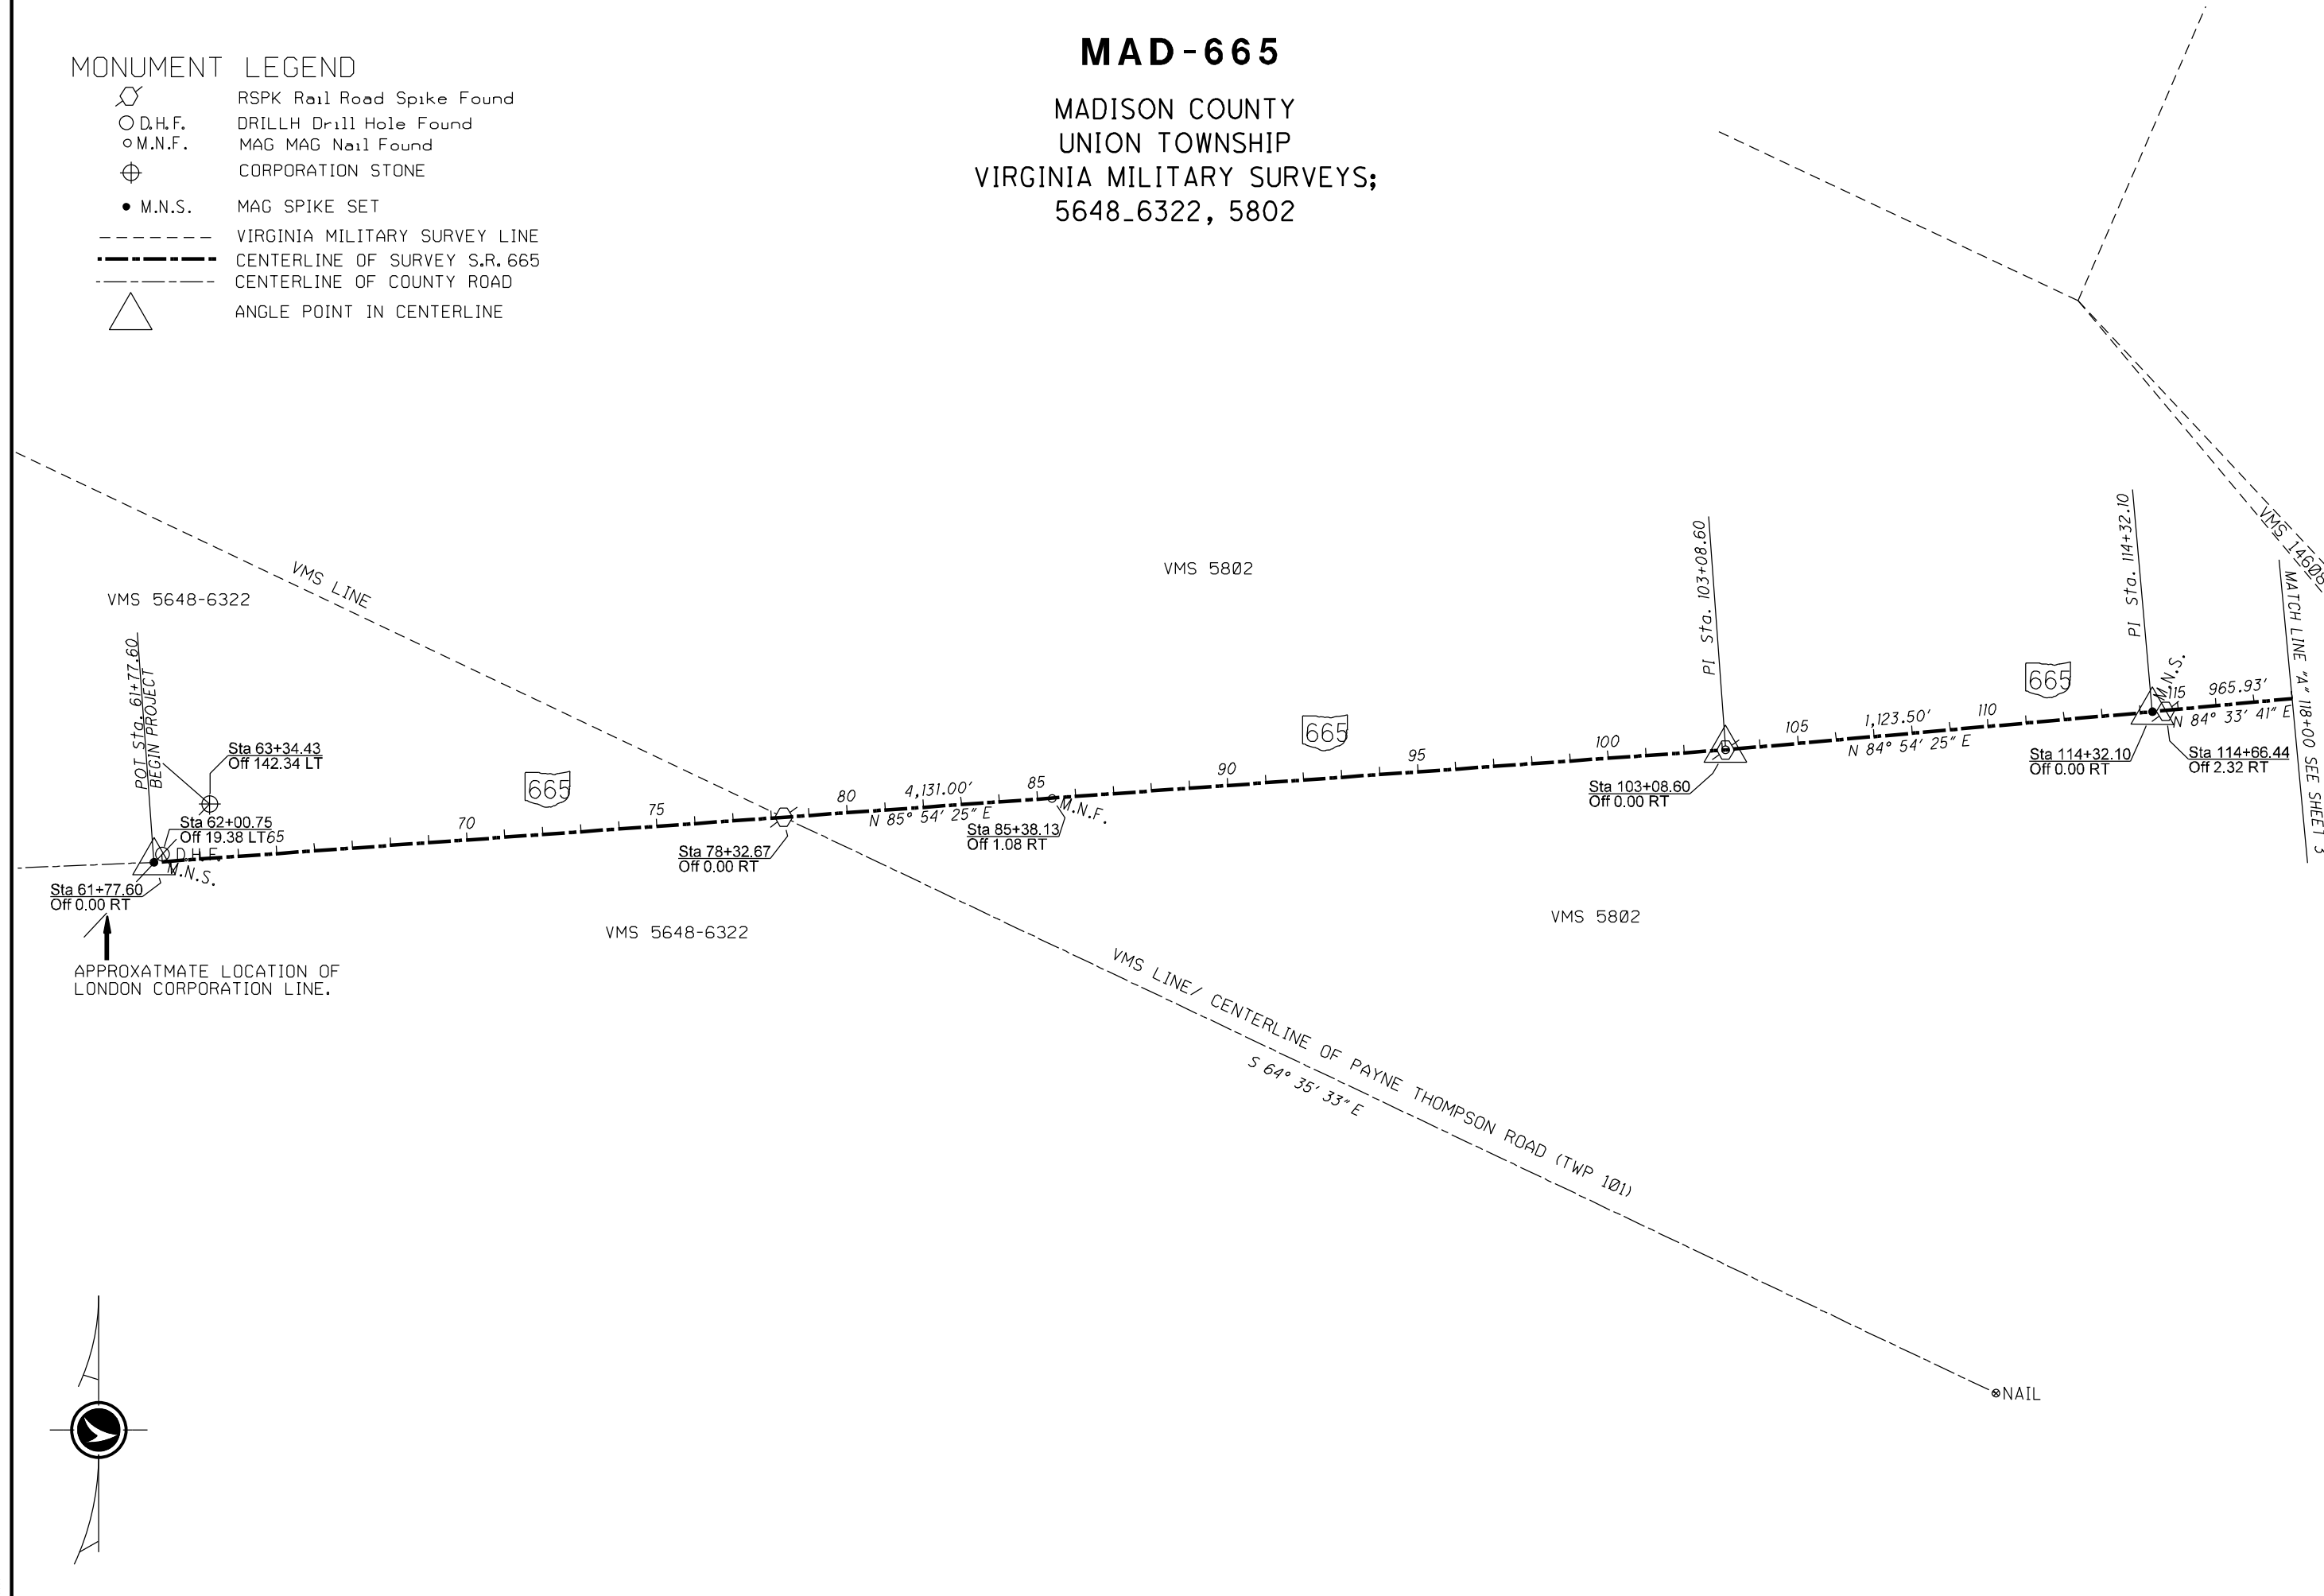 MAD-665
MADISON COUNTY
UNION TOWNSHIP
VIRGINIA MILITARY SURVEYS;
5648_6322, 5802
MONUMENT LEGEND
RSPK Rail Road Spike Found
D.H.F. DRILLH Drill Hole Found
M.N.F. MAG MAG Nail Found
CORPORATION STONE
M.N.S. MAG SPIKE SET
VIRGINIA MILITARY SURVEY LINE
CENTERLINE OF SURVEY S.R. 665
CENTERLINE OF COUNTY ROAD
ANGLE POINT IN CENTERLINE
VMS LINE
VMS 5648-6322
VMS 5802
VMS 14608
POT Sta. 61+77.60
BEGIN PROJECT
Sta 63+34.43
Off 142.34 LT
Sta 62+00.75
Off 19.38 LT
65
D.H.F.
M.N.S.
Sta 61+77.60
Off 0.00 RT
APPROXATMATE LOCATION OF
LONDON CORPORATION LINE.
70
665
75
Sta 78+32.67
Off 0.00 RT
80
4,131.00'
N 85° 54' 25" E
85
M.N.F.
Sta 85+38.13
Off 1.08 RT
90
665
95
100
PI Sta. 103+08.60
Sta 103+08.60
Off 0.00 RT
105
1,123.50'
N 84° 54' 25" E
110
665
PI Sta. 114+32.10
M.N.S.
115
965.93'
N 84° 33' 41" E
Sta 114+32.10
Off 0.00 RT
Sta 114+66.44
Off 2.32 RT
MATCH LINE "A" 118+00 SEE SHEET 3
VMS 5648-6322
VMS 5802
VMS LINE/ CENTERLINE OF PAYNE THOMPSON ROAD (TWP 101)
S 64° 35' 33" E
NAIL